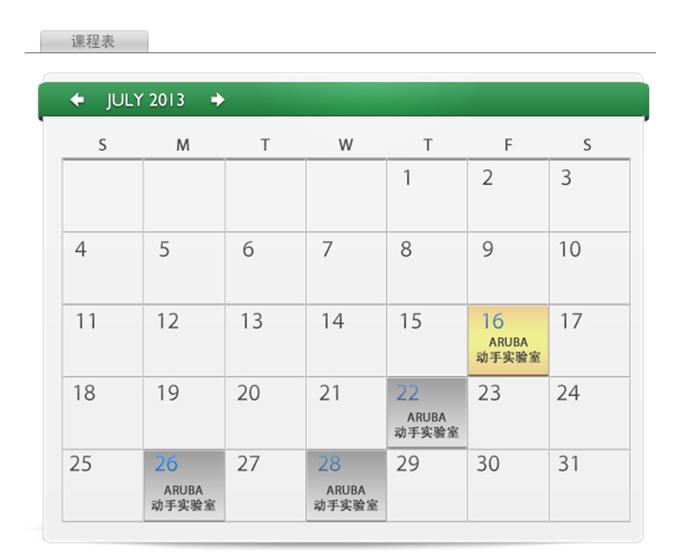 课程表
JULY 2013
S M T W T F S
1 2 3
4 5 6 7 8 9 10
11 12 13 14 15 16 17
ARUBA
动手实验室
18 19 20 21 22 23 24
ARUBA
动手实验室
25 26 27 28 29 30 31
ARUBA ARUBA
动手实验室 动手实验室